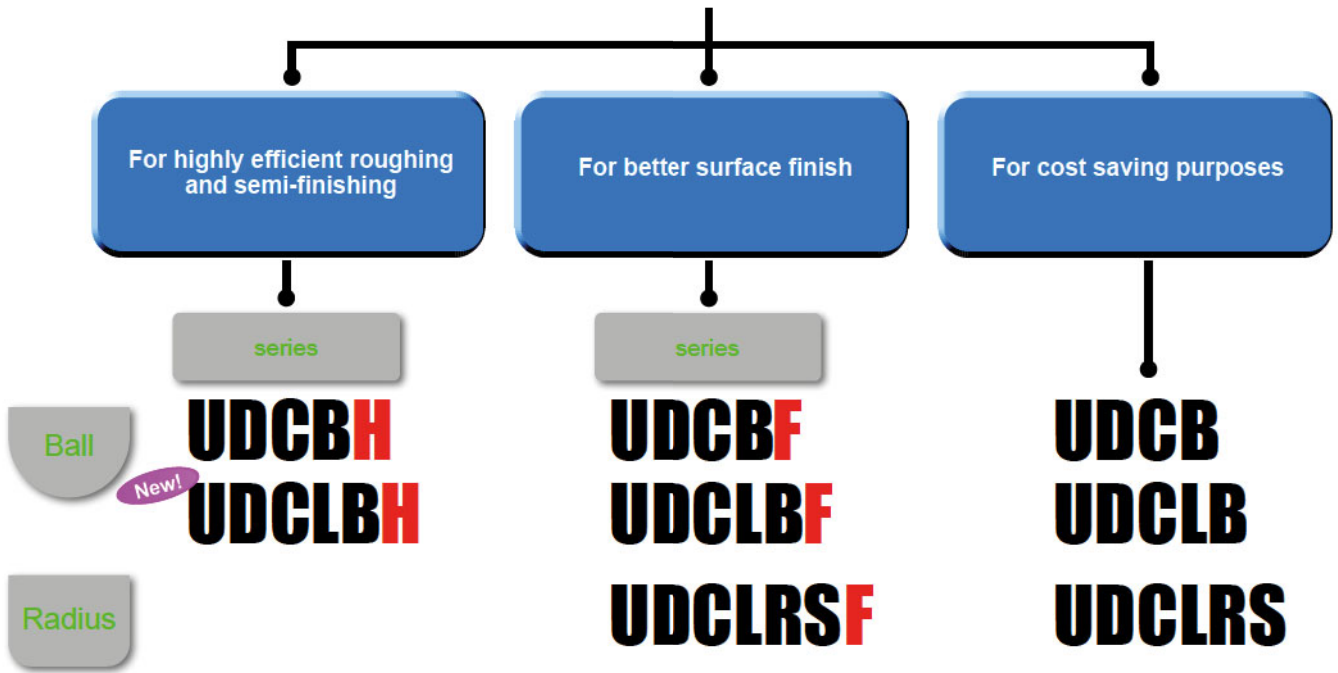 For highly efficient roughing
and semi-finishing
For better surface finish
For cost saving purposes
series
series
Ball
UDCBH
UDCBF
UDCB
New!
UDCLBH
UDCLBF
UDCLB
Radius
UDCLRSF
UDCLRS